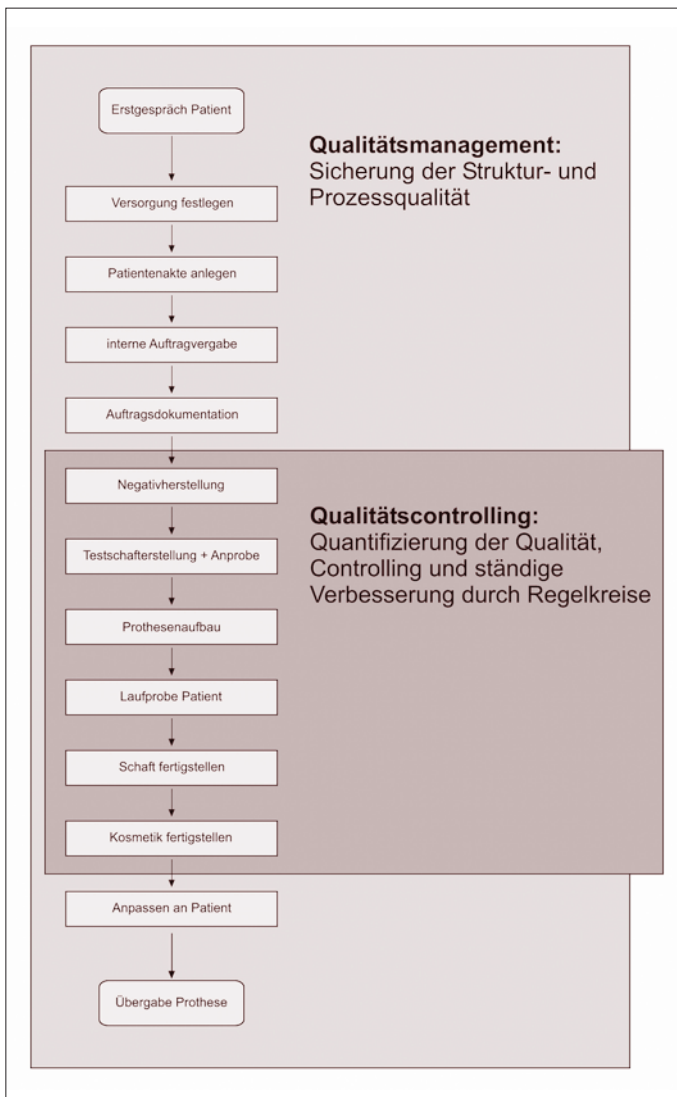 Erstgespräch Patient
Qualitätsmanagement:
Sicherung der Struktur- und
Prozessqualität
Versorgung festlegen
Patientenakte anlegen
interne Auftragvergabe
Auftragsdokumentation
Negativherstellung
Qualitätscontrolling:
Quantifizierung der Qualität,
Controlling und ständige
Verbesserung durch Regelkreise
Testschafterstellung + Anprobe
Prothesenaufbau
Laufprobe Patient
Schaft fertigstellen
Kosmetik fertigstellen
Anpassen an Patient
Übergabe Prothese